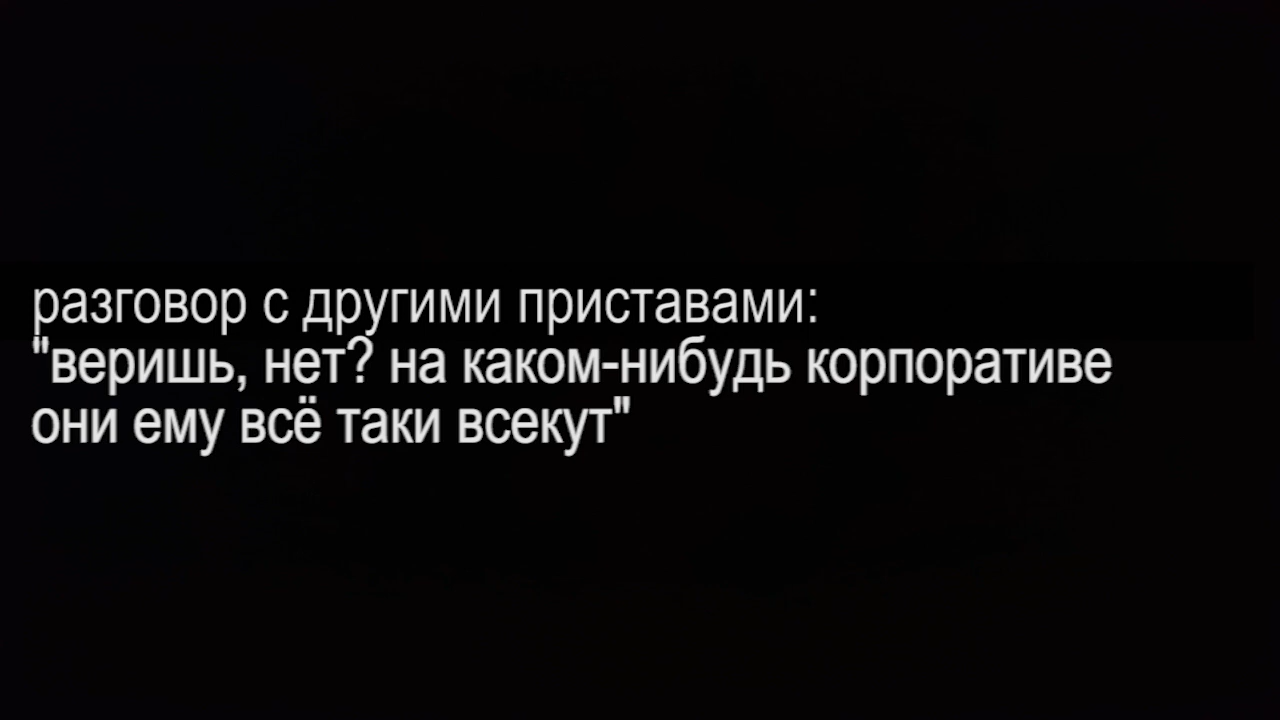 разговор с другими приставами:
"веришь, нет? на каком-нибудь корпоративе
они ему всё таки всекут"